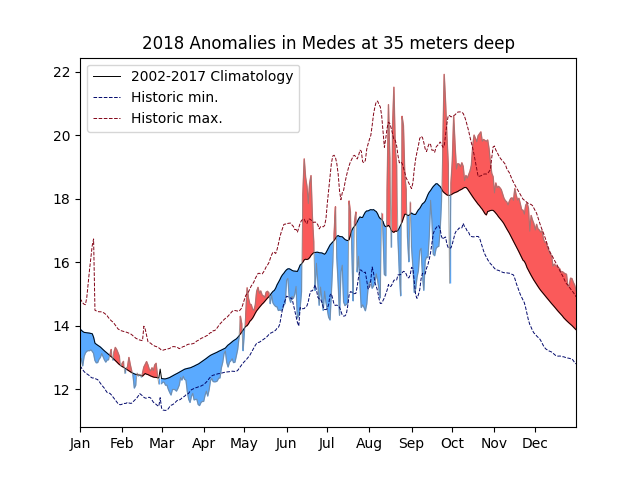 2018 Anomalies in Medes at 35 meters deep
2002-2017 Climatology
Historic min.
Historic max.
22
20
18
16
14
12
Jan Feb Mar Apr May Jun Jul Aug Sep Oct Nov Dec